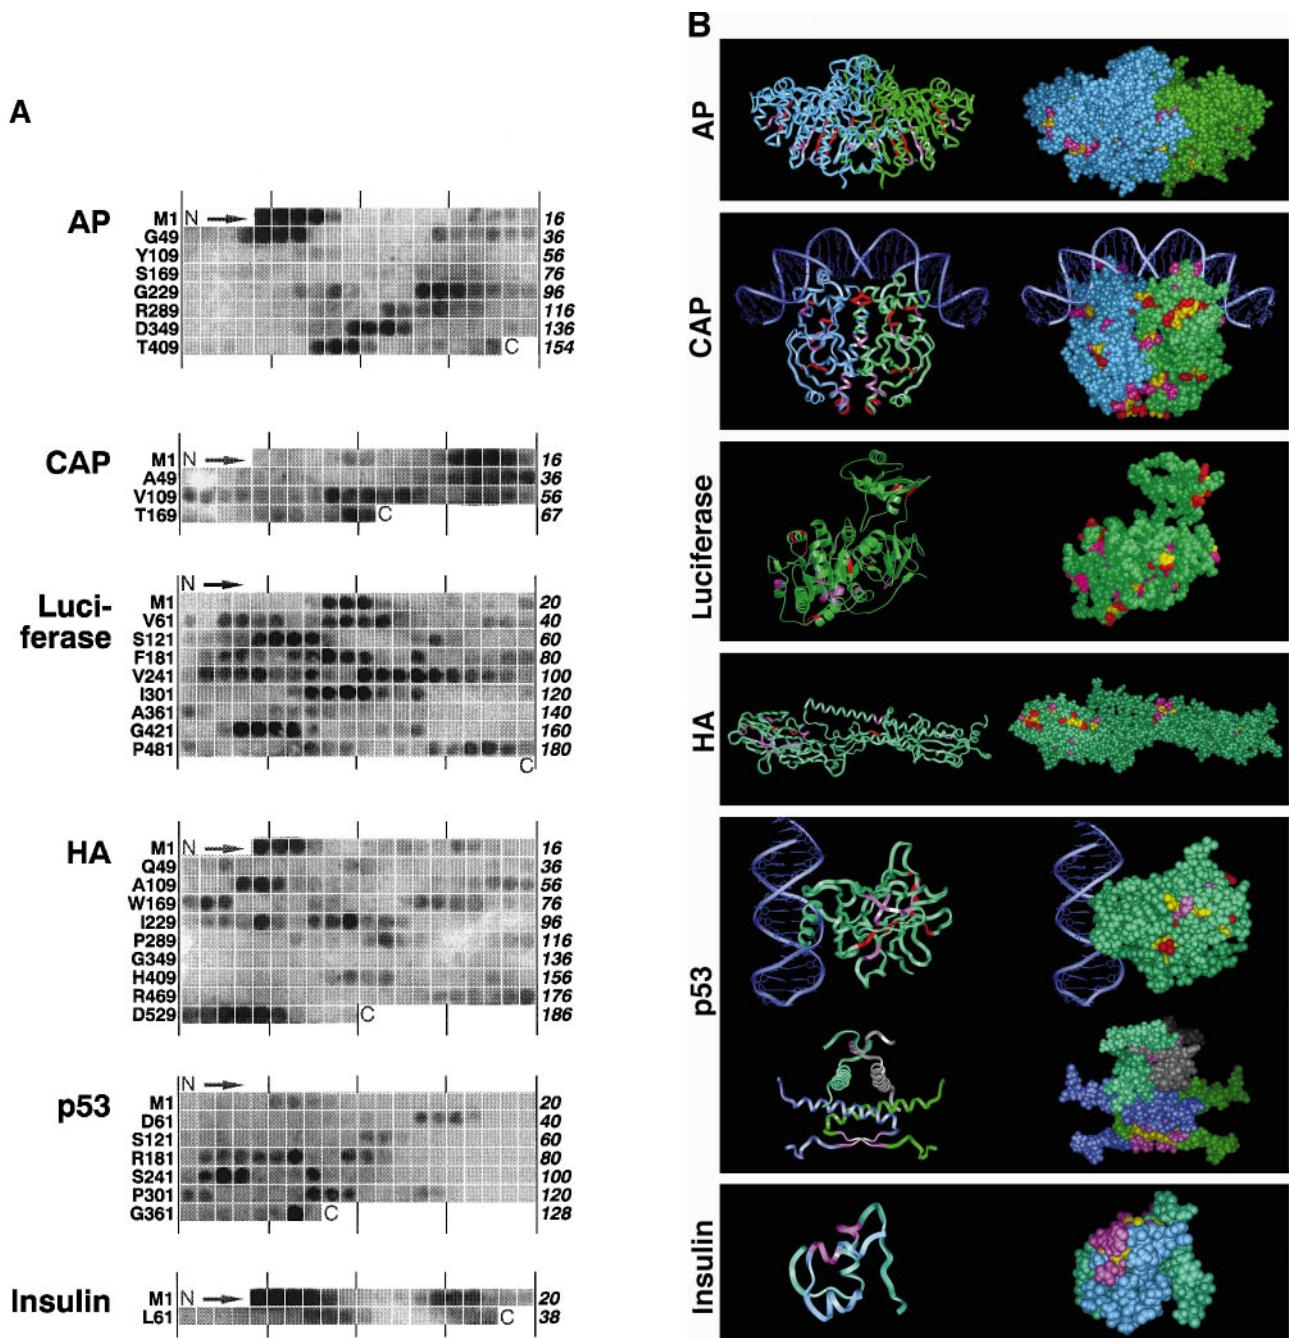 A
AP
M1 N 16
G49 36
Y109 56
S169 76
G229 96
R289 116
D349 136
T409 C 154
CAP
M1 N 16
A49 36
V109 56
T169 C 67
Luci-
ferase
N
M1 20
V61 40
S121 60
F181 80
V241 100
I301 120
A361 140
G421 160
P481 180
C
HA
M1 N 16
Q49 36
A109 56
W169 76
I229 96
P289 116
G349 136
H409 156
R469 176
D529 C 186
p53
N
M1 20
D61 40
S121 60
R181 80
S241 100
P301 120
G361 C 128
Insulin
M1 N 20
L61 C 38
B
AP
CAP
Luciferase
HA
p53
Insulin